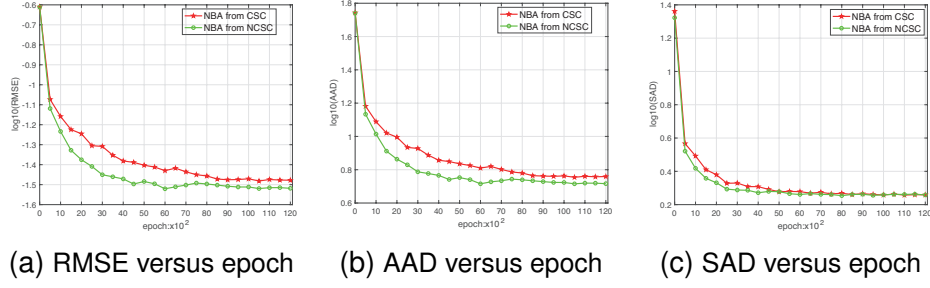 -0.6
-0.7
-0.8
-0.9
-1
-1.1
-1.2
-1.3
-1.4
-1.5
-1.6
log10(RMSE)
NBA from CSC
NBA from NCSC
0 10 20 30 40 50 60 70 80 90 100 110 120
epoch:x10^2
(a) RMSE versus epoch
1.8
1.6
1.4
1.2
1
0.8
0.6
log10(AAD)
NBA from CSC
NBA from NCSC
0 10 20 30 40 50 60 70 80 90 100 110 120
epoch:x10^2
(b) AAD versus epoch
1.4
1.2
1
0.8
0.6
0.4
0.2
log10(SAD)
NBA from CSC
NBA from NCSC
0 10 20 30 40 50 60 70 80 90 100 110 120
epoch:x10^2
(c) SAD versus epoch